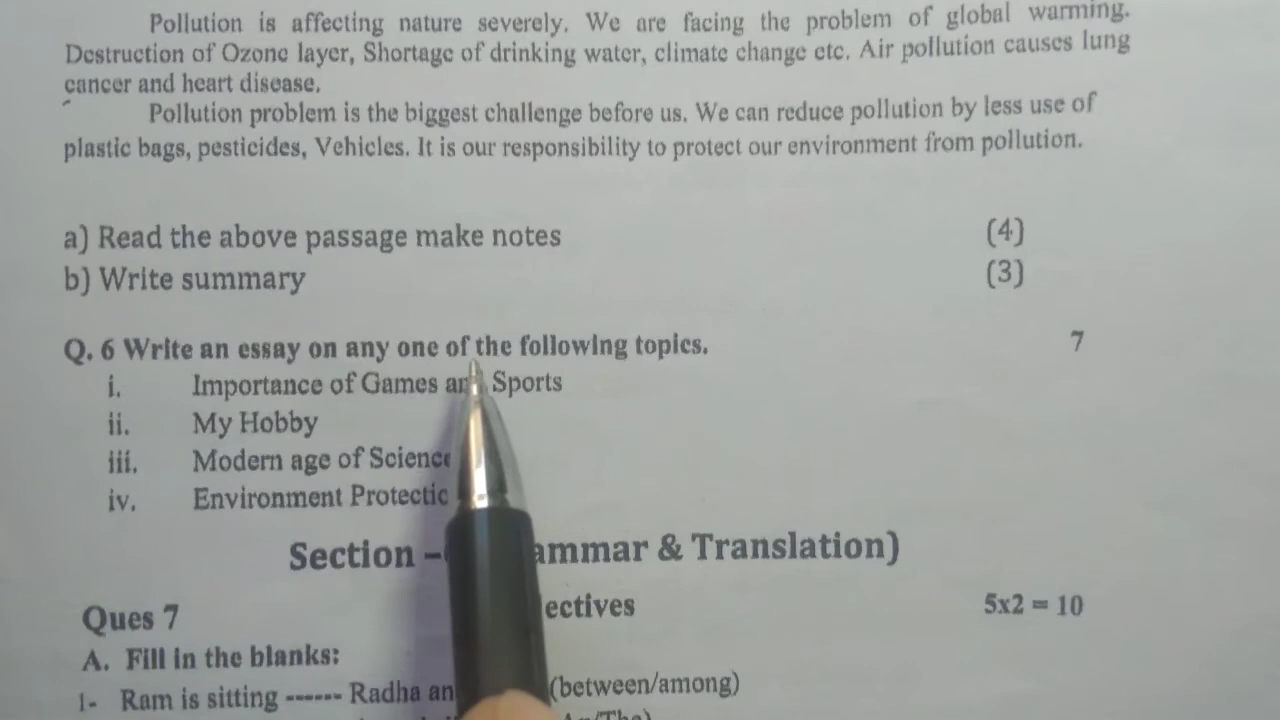 Pollution is affecting nature severely. We are facing the problem of global warming.
Destruction of Ozone layer, Shortage of drinking water, climate change etc. Air pollution causes lung
cancer and heart disease.
Pollution problem is the biggest challenge before us. We can reduce pollution by less use of
plastic bags, pesticides, Vehicles. It is our responsibility to protect our environment from pollution.
a) Read the above passage make notes (4)
b) Write summary (3)
Q. 6 Write an essay on any one of the following topics. 7
i. Importance of Games Sports
ii. My Hobby
iii. Modern age of Science
iv. Environment
Section – & Translation)
Ques 7 5x2 = 10
A. Fill in the blanks:
1- Ram is sitting ------ Radha (between/among)